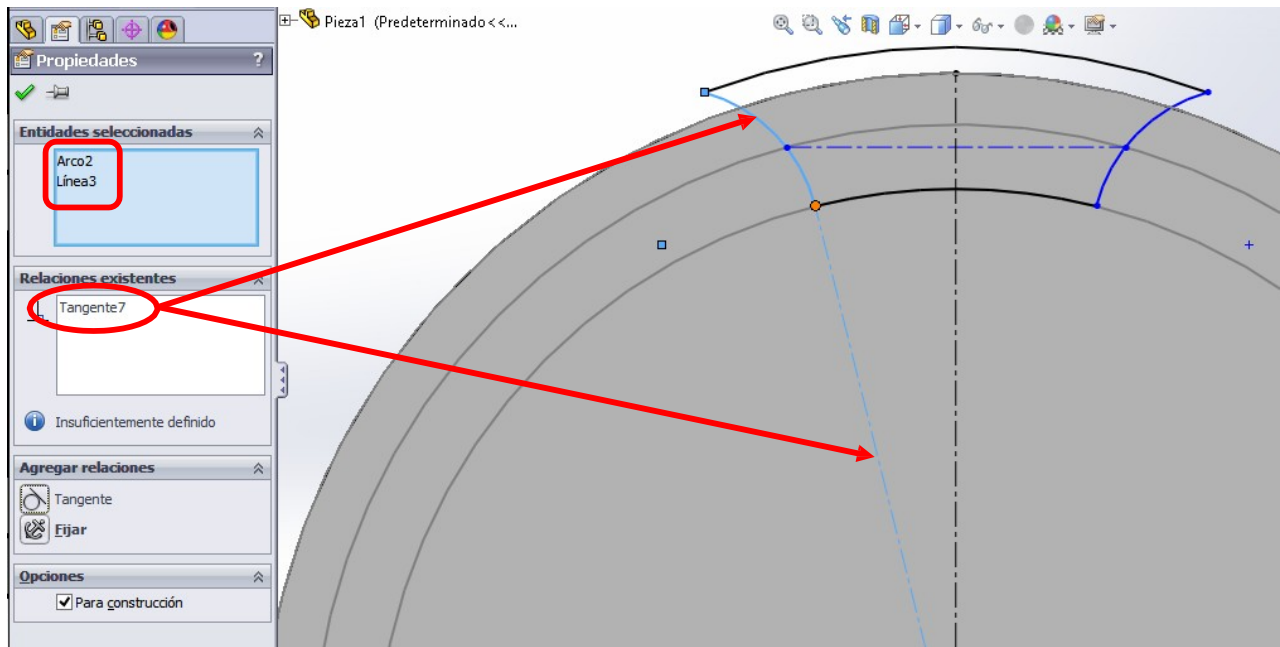 Pieza1 (Predeterminado<<...
Propiedades ?
Entidades seleccionadas
Arco2
Línea3
Relaciones existentes
Tangente7
Insuficientemente definido
Agregar relaciones
Tangente
Fijar
Opciones
Para construcción